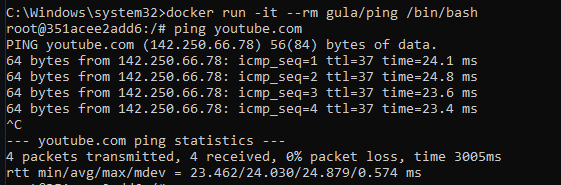 C:\Windows\system32>docker run -it --rm gula/ping /bin/bash
root@351acee2add6:/# ping youtube.com
PING youtube.com (142.250.66.78) 56(84) bytes of data.
64 bytes from 142.250.66.78: icmp_seq=1 ttl=37 time=24.1 ms
64 bytes from 142.250.66.78: icmp_seq=2 ttl=37 time=24.8 ms
64 bytes from 142.250.66.78: icmp_seq=3 ttl=37 time=23.6 ms
64 bytes from 142.250.66.78: icmp_seq=4 ttl=37 time=23.4 ms
^C
--- youtube.com ping statistics ---
4 packets transmitted, 4 received, 0% packet loss, time 3005ms
rtt min/avg/max/mdev = 23.462/24.030/24.879/0.574 ms